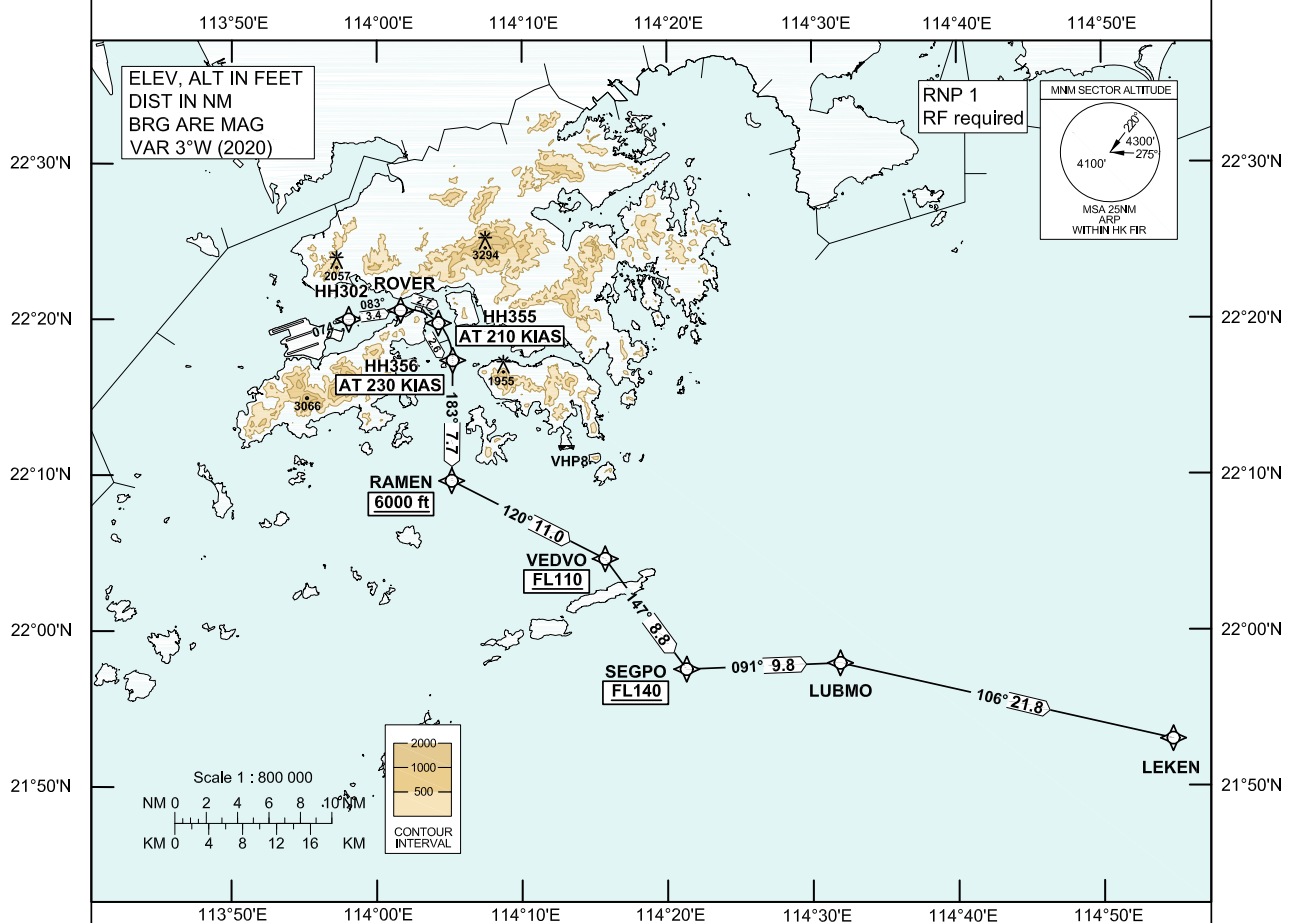 113°50'E 114°00'E 114°10'E 114°20'E 114°30'E 114°40'E 114°50'E
ELEV, ALT IN FEET
DIST IN NM
BRG ARE MAG
VAR 3°W (2020)
RNP 1
RF required
MNM SECTOR ALTITUDE
220°
4300'
275°
4100'
MSA 25NM
ARP
WITHIN HK FIR
22°30'N 22°30'N
3294
2057
HH302
ROVER
083°
3.4
2.7
074
22°20'N 22°20'N
HH355
AT 210 KIAS
2.6
HH356
AT 230 KIAS
1955
3066
183° 7.7
VHP8
22°10'N 22°10'N
RAMEN
6000 ft
120° 11.0
VEDVO
FL110
147° 8.8
22°00'N 22°00'N
SEGPO
FL140
091° 9.8
LUBMO
106° 21.8
LEKEN
21°50'N 21°50'N
Scale 1 : 800 000
NM 0 2 4 6 8 10 NM
KM 0 4 8 12 16 KM
2000
1000
500
CONTOUR
INTERVAL
113°50'E 114°00'E 114°10'E 114°20'E 114°30'E 114°40'E 114°50'E